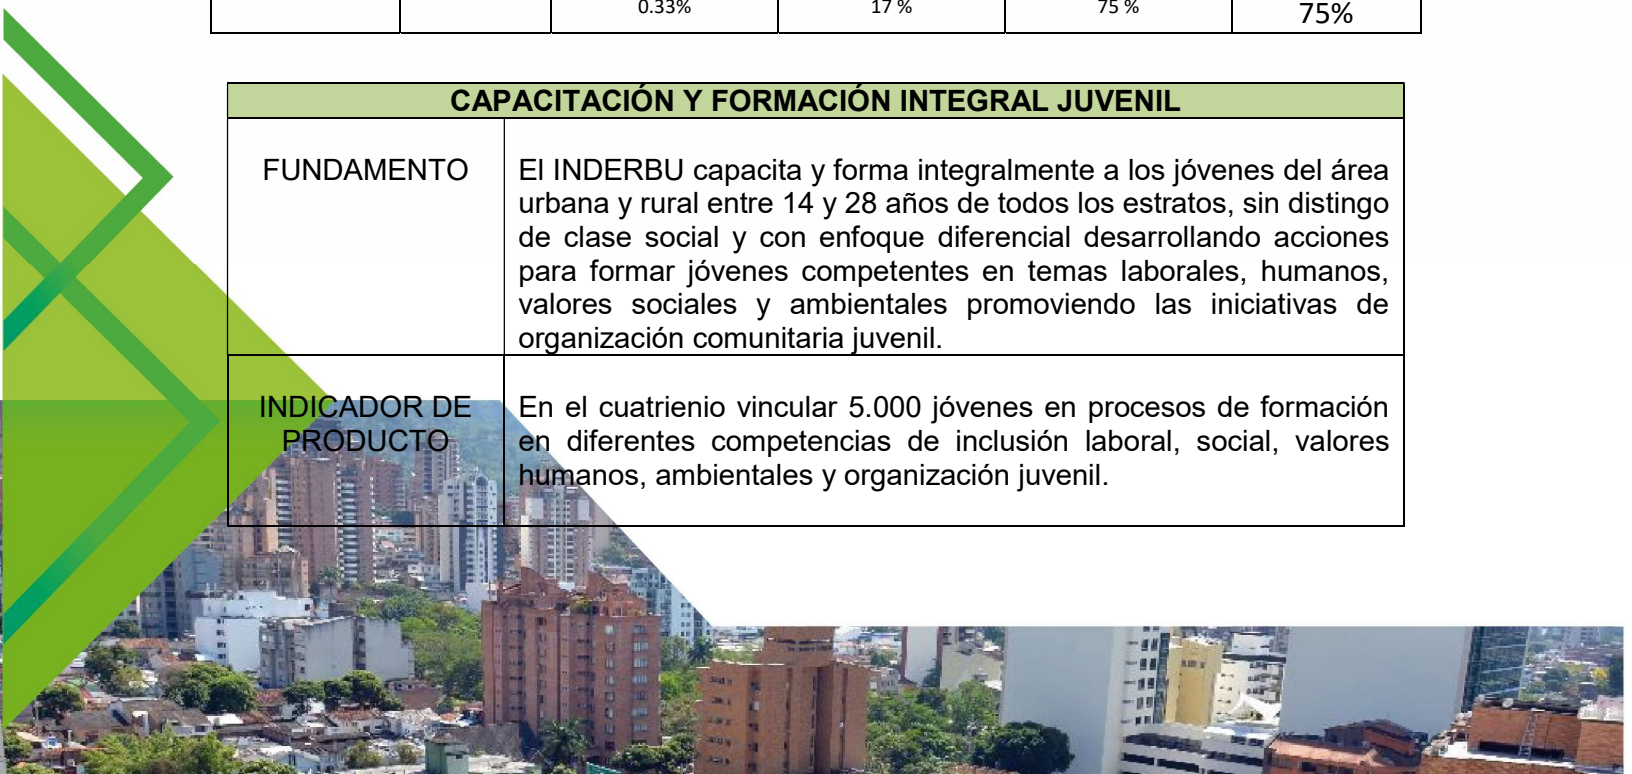 0.33% 17 % 75 % 75%
CAPACITACIÓN Y FORMACIÓN INTEGRAL JUVENIL
FUNDAMENTO
El INDERBU capacita y forma integralmente a los jóvenes del área
urbana y rural entre 14 y 28 años de todos los estratos, sin distingo
de clase social y con enfoque diferencial desarrollando acciones
para formar jóvenes competentes en temas laborales, humanos,
valores sociales y ambientales promoviendo las iniciativas de
organización comunitaria juvenil.
INDICADOR DE
PRODUCTO
En el cuatrienio vincular 5.000 jóvenes en procesos de formación
en diferentes competencias de inclusión laboral, social, valores
humanos, ambientales y organización juvenil.